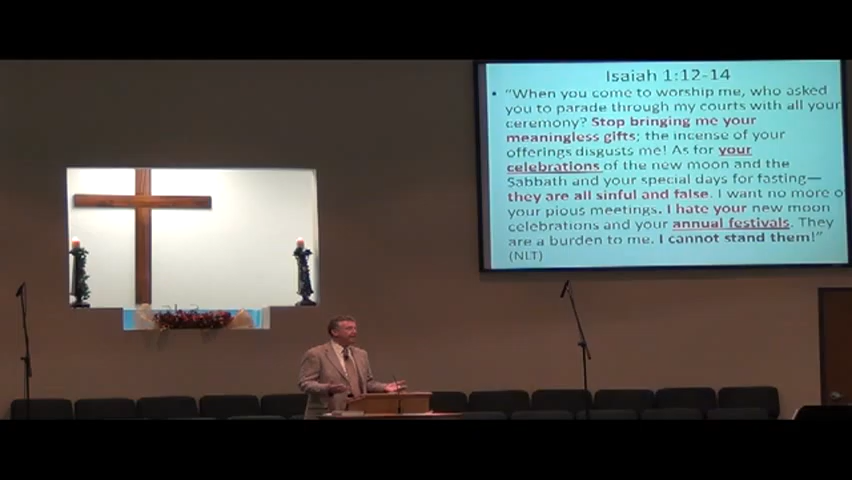 Isaiah 1:12-14
• "When you come to worship me, who asked
you to parade through my courts with all your
ceremony? Stop bringing me your
meaningless gifts; the incense of your
offerings disgusts me! As for your
celebrations of the new moon and the
Sabbath and your special days for fasting—
they are all sinful and false. I want no more o
your pious meetings. I hate your new moon
celebrations and your annual festivals. They
are a burden to me. I cannot stand them!"
(NLT)